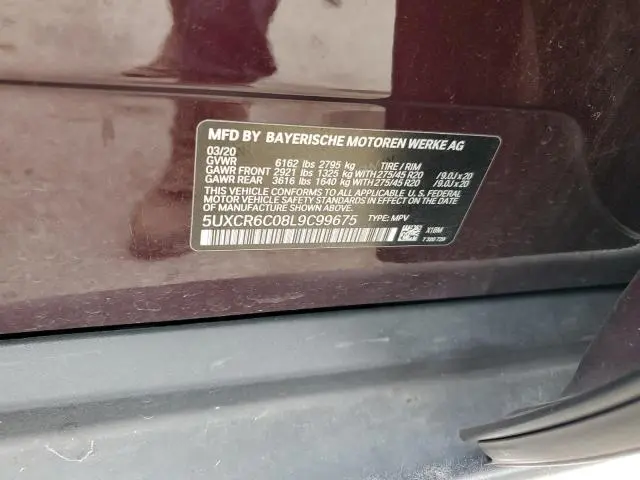 MFD BY BAYERISCHE MOTOREN WERKE AG
03/20
GVWR 6162 lbs 2795 kg TIRE / RIM
GAWR FRONT 2921 lbs 1325 kg WITH 275/45 R20 /9.0J x 20
GAWR REAR 3616 lbs 1640 kg WITH 275/45 R20 /9.0J x 20
THIS VEHICLE CONFORMS TO ALL APPLICABLE U.S. FEDERAL
MOTOR VEHICLE SAFETY STANDARDS IN EFFECT ON THE DATE
OF MANUFACTURE SHOWN ABOVE.
5UXCR6C08L9C99675 TYPE: MPV
X18M